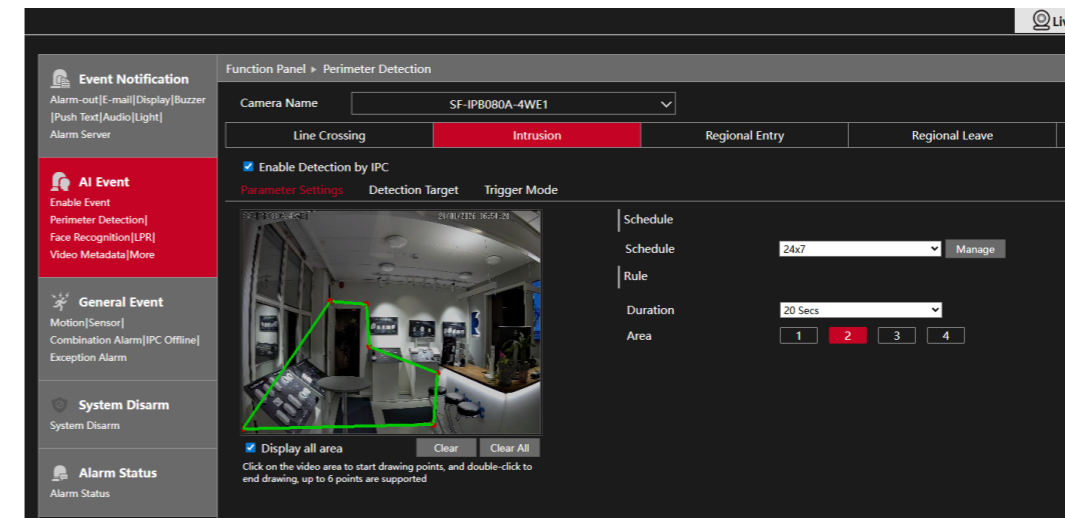 Event Notification
Alarm-out|E-mail|Display|Buzzer
|Push Text|Audio|Light|
Alarm Server
AI Event
Enable Event
Perimeter Detection|
Face Recognition|LPR|
Video Metadata|More
General Event
Motion|Sensor|
Combination Alarm|IPC Offline|
Exception Alarm
System Disarm
System Disarm
Alarm Status
Alarm Status
Function Panel ▸ Perimeter Detection
Camera Name SF-IPB080A-4WE1
Line Crossing Intrusion Regional Entry Regional Leave
Enable Detection by IPC
Parameter Settings Detection Target Trigger Mode
Schedule
Schedule 24x7 Manage
Rule
Duration 20 Secs
Area 1 2 3 4
Display all area Clear Clear All
Click on the video area to start drawing points, and double-click to
end drawing, up to 6 points are supported